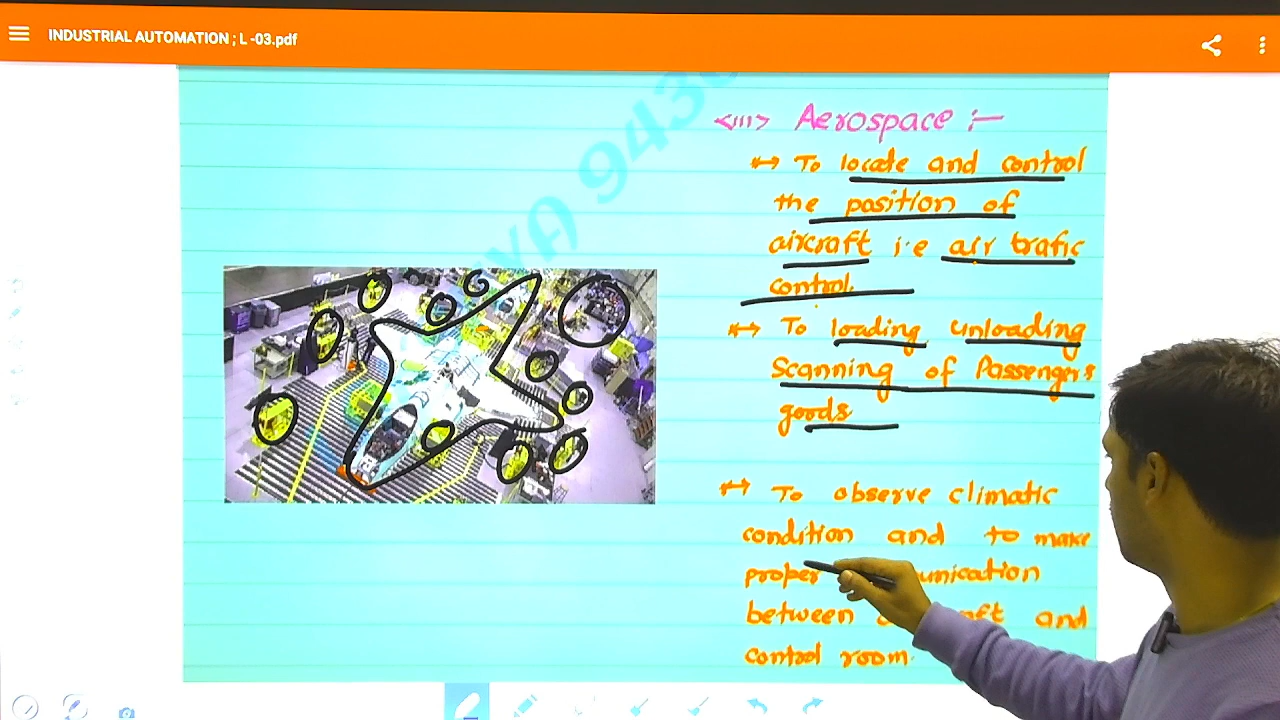 INDUSTRIAL AUTOMATION ; L -03.pdf
<III> Aerospace :-
To locate and control
the position of
aircraft i.e air trafic
control.
To loading unloading
Scanning of Passengers
goods
To observe climatic
condition and to make
proper unication
between and
control room.